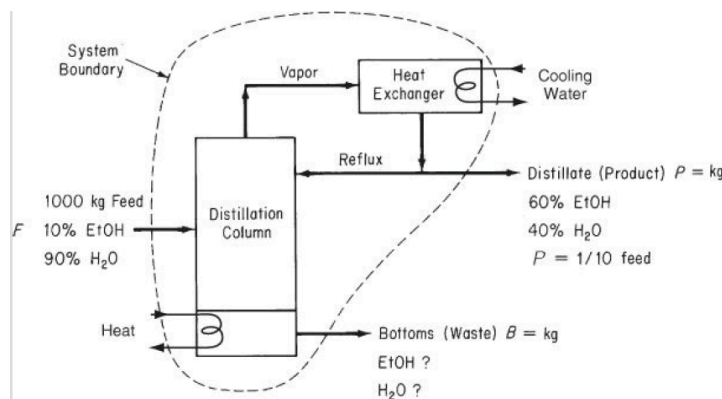 System
Boundary
Vapor
Heat
Exchanger
Cooling
Water
Reflux
Distillate (Product) P = kg
60% EtOH
40% H₂O
P = 1/10 feed
1000 kg Feed
F 10% EtOH
90% H₂O
Distillation
Column
Heat
Bottoms (Waste) B = kg
EtOH ?
H₂O ?